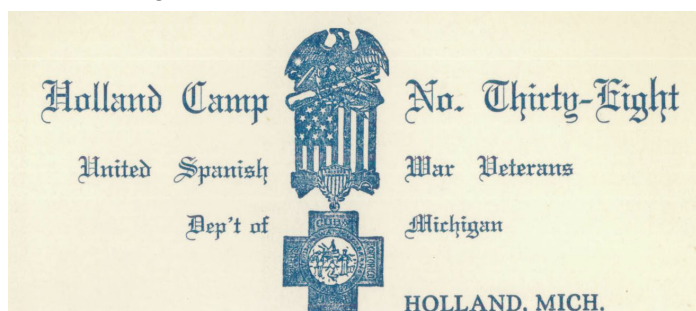 Holland Camp No. Thirty-Eight
United Spanish War Veterans
Dep't of Michigan
HOLLAND, MICH.